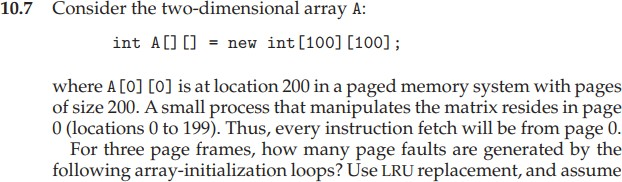 10.7 Consider the two-dimensional array A:
int A[][] = new int[100][100];
where A[0][0] is at location 200 in a paged memory system with pages
of size 200. A small process that manipulates the matrix resides in page
0 (locations 0 to 199). Thus, every instruction fetch will be from page 0.
For three page frames, how many page faults are generated by the
following array-initialization loops? Use LRU replacement, and assume